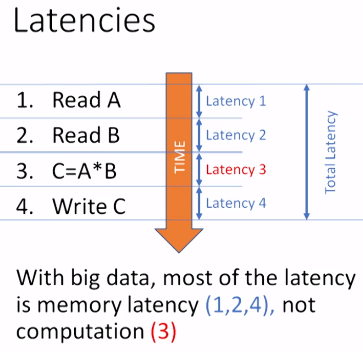 Latencies
1. Read A
Latency 1
2. Read B
Latency 2
3. C=A*B
Latency 3
4. Write C
Latency 4
TIME
Total Latency
With big data, most of the latency
is memory latency (1,2,4), not
computation (3)